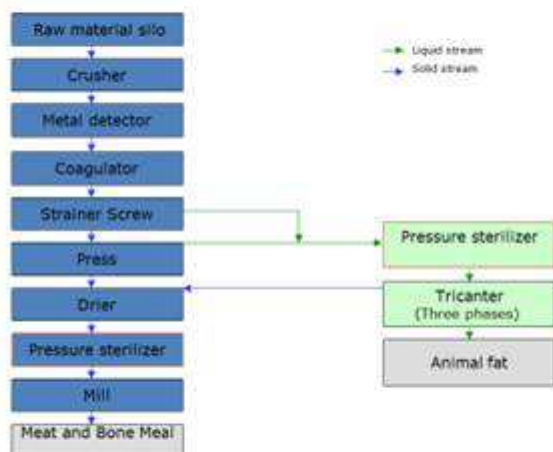 Raw material silo
Crusher
Metal detector
Coagulator
Strainer Screw
Press
Drier
Pressure sterilizer
Mill
Meat and Bone Meal
Liquid stream
Solid stream
Pressure sterilizer
Tricanter
(Three phases)
Animal fat